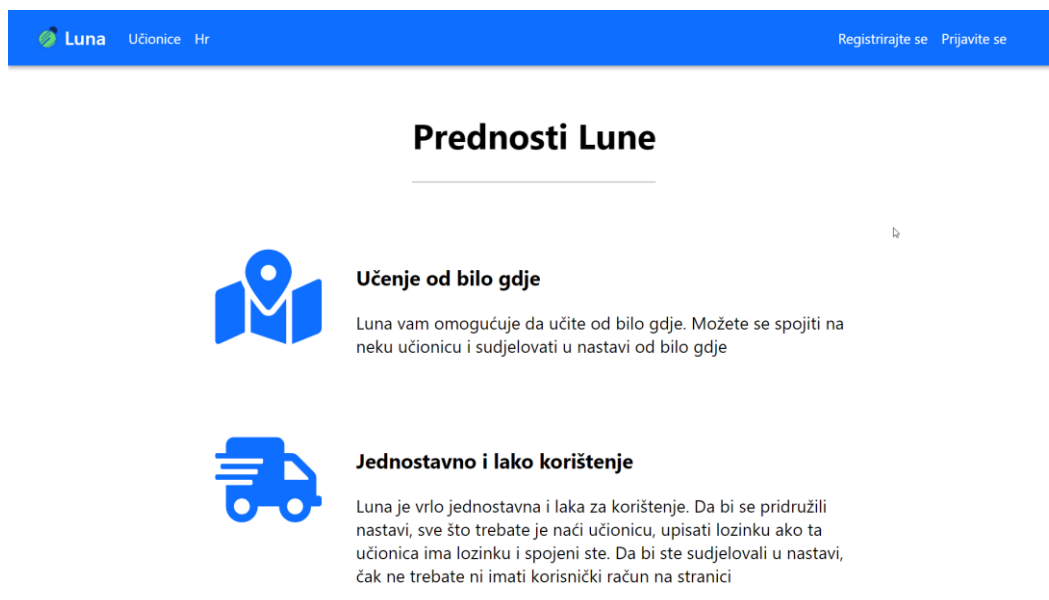 Luna Učionice Hr Registrirajte se Prijavite se
Prednosti Lune
Učenje od bilo gdje
Luna vam omogućuje da učite od bilo gdje. Možete se spojiti na
neku učionicu i sudjelovati u nastavi od bilo gdje
Jednostavno i lako korištenje
Luna je vrlo jednostavna i laka za korištenje. Da bi se pridružili
nastavi, sve što trebate je naći učionicu, upisati lozinku ako ta
učionica ima lozinku i spojeni ste. Da bi ste sudjelovali u nastavi,
čak ne trebate ni imati korisnički račun na stranici